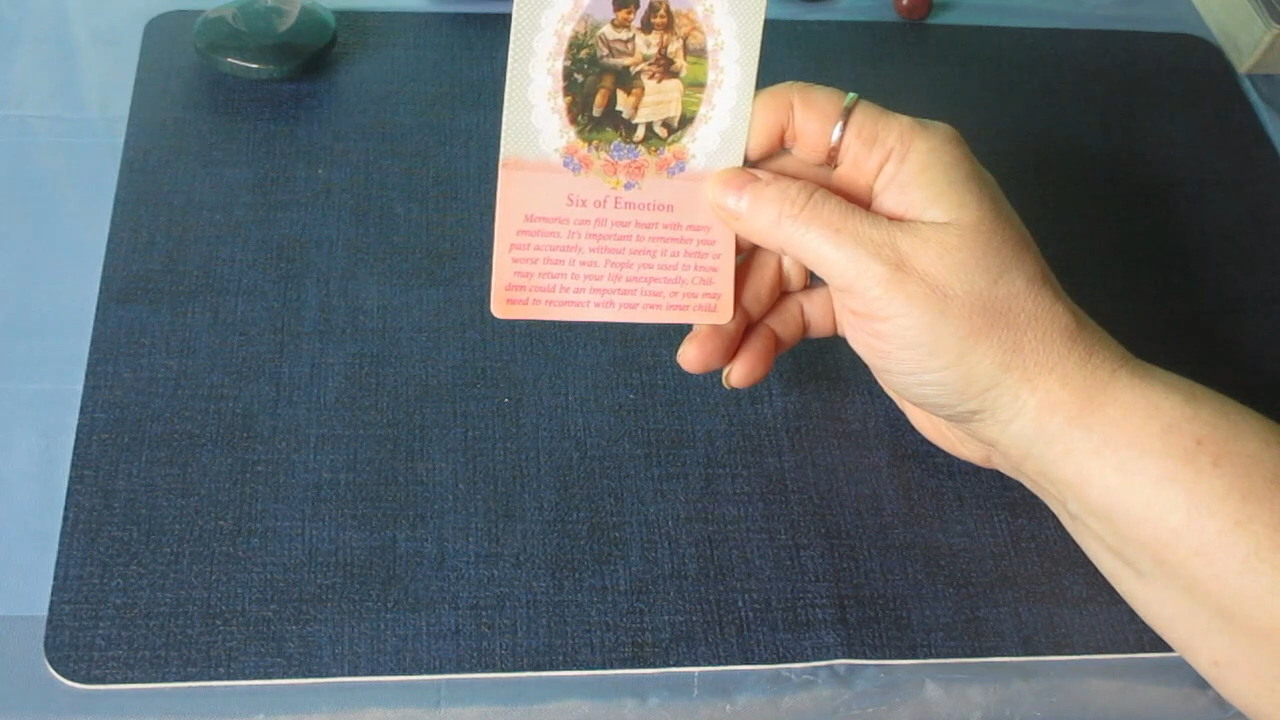 Six of Emotion
Memories can fill your heart with many
emotions. It's important to remember your
past accurately, without seeing it as better or
worse than it was. People you used to know
may return to your life unexpectedly. Chil-
dren could be an important issue, or you may
need to reconnect with your own inner child.